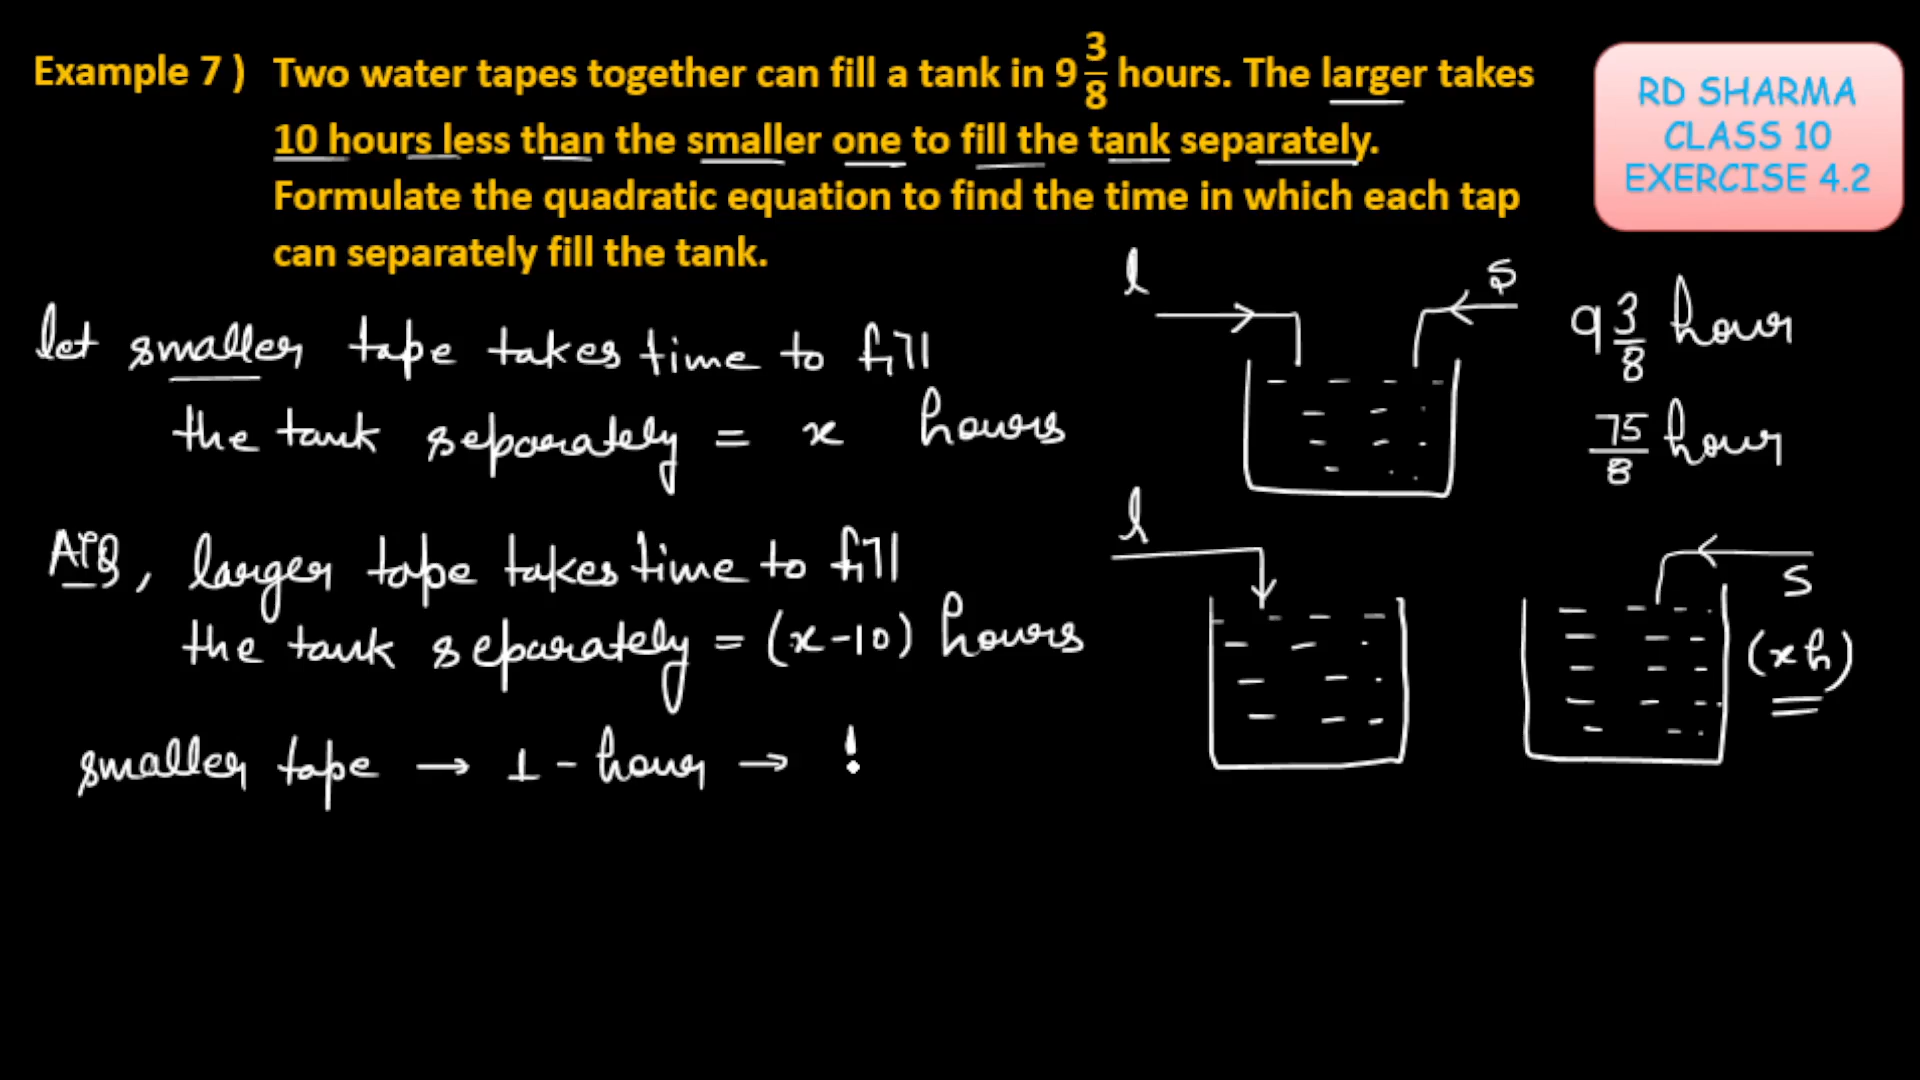 Example 7 ) Two water tapes together can fill a tank in 9 3/8 hours. The larger takes
10 hours less than the smaller one to fill the tank separately.
Formulate the quadratic equation to find the time in which each tap
can separately fill the tank.
RD SHARMA
CLASS 10
EXERCISE 4.2
let smaller tape takes time to fill
the tank separately = x hours
ATQ, larger tape takes time to fill
the tank separately = (x-10) hours
smaller tape → 1 - hour →
l
s
9 3/8 hour
75/8 hour
l
s
(x h)